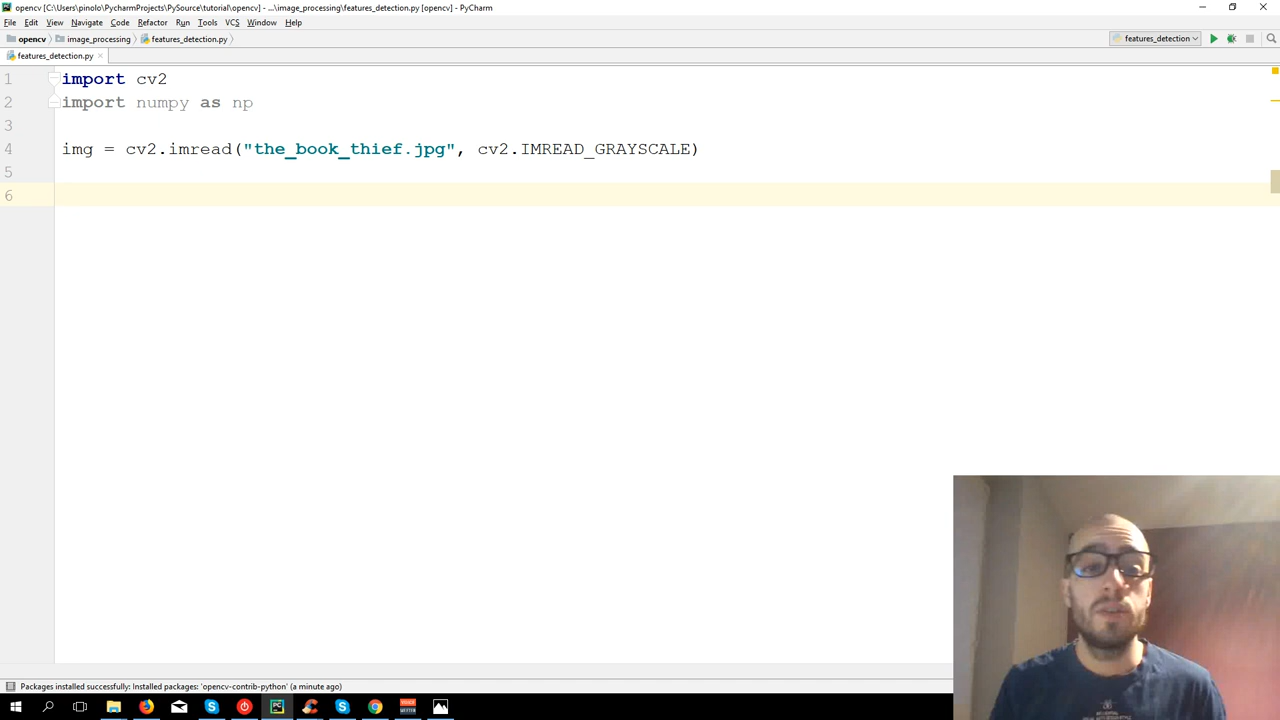 opencv [C:\Users\pinolo\PycharmProjects\PySource\tutorial\opencv] - ...\image_processing\features_detection.py [opencv] - PyCharm
File Edit View Navigate Code Refactor Run Tools VCS Window Help
opencv image_processing features_detection.py features_detection
features_detection.py
1 import cv2
2 import numpy as np
3
4 img = cv2.imread("the_book_thief.jpg", cv2.IMREAD_GRAYSCALE)
5
6
Packages installed successfully: Installed packages: 'opencv-contrib-python' (a minute ago)